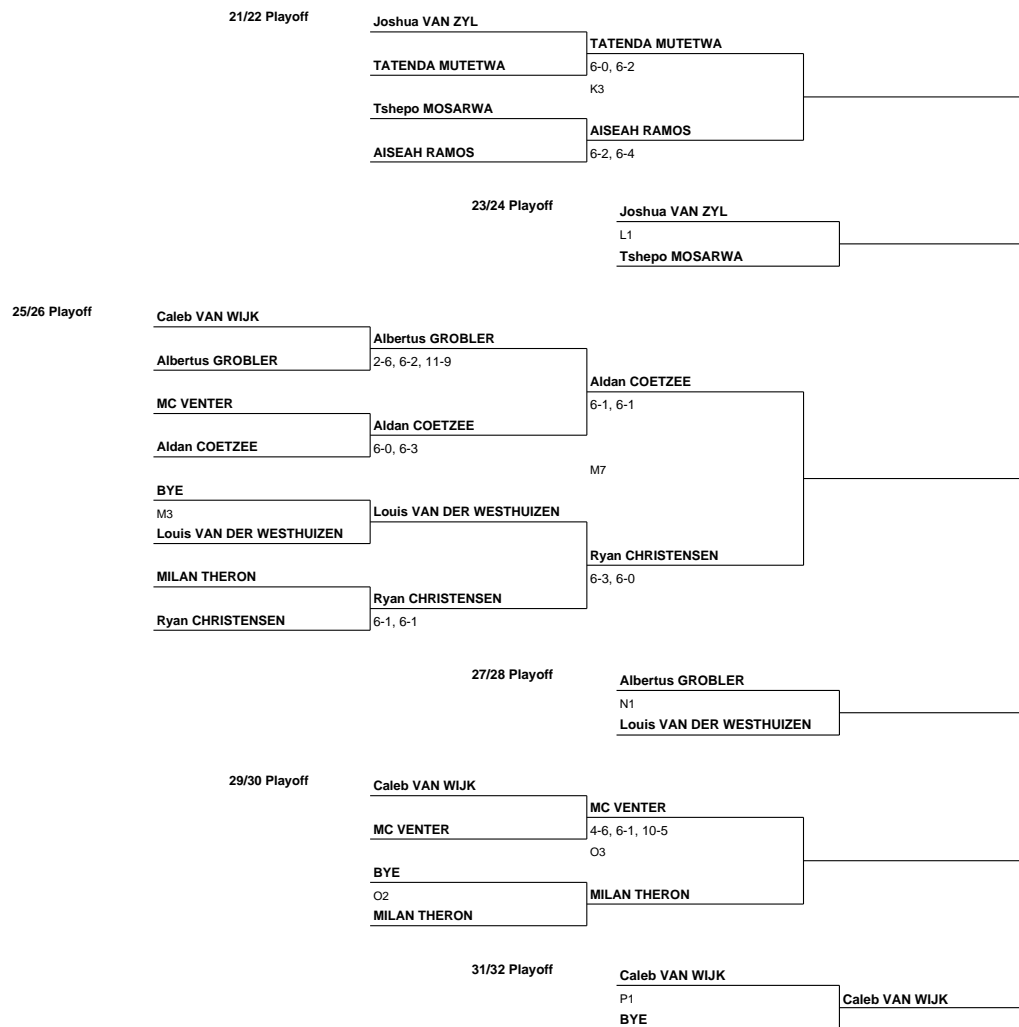 21/22 Playoff
Joshua VAN ZYL
TATENDA MUTETWA
TATENDA MUTETWA
6-0, 6-2
K3
Tshepo MOSARWA
AISEAH RAMOS
AISEAH RAMOS
6-2, 6-4
23/24 Playoff
Joshua VAN ZYL
L1
Tshepo MOSARWA
25/26 Playoff
Caleb VAN WIJK
Albertus GROBLER
Albertus GROBLER
2-6, 6-2, 11-9
Aldan COETZEE
6-1, 6-1
MC VENTER
Aldan COETZEE
Aldan COETZEE
6-0, 6-3
M7
BYE
M3
Louis VAN DER WESTHUIZEN
Louis VAN DER WESTHUIZEN
Ryan CHRISTENSEN
6-3, 6-0
MILAN THERON
Ryan CHRISTENSEN
Ryan CHRISTENSEN
6-1, 6-1
27/28 Playoff
Albertus GROBLER
N1
Louis VAN DER WESTHUIZEN
29/30 Playoff
Caleb VAN WIJK
MC VENTER
MC VENTER
4-6, 6-1, 10-5
O3
BYE
O2
MILAN THERON
MILAN THERON
31/32 Playoff
Caleb VAN WIJK
P1
Caleb VAN WIJK
BYE